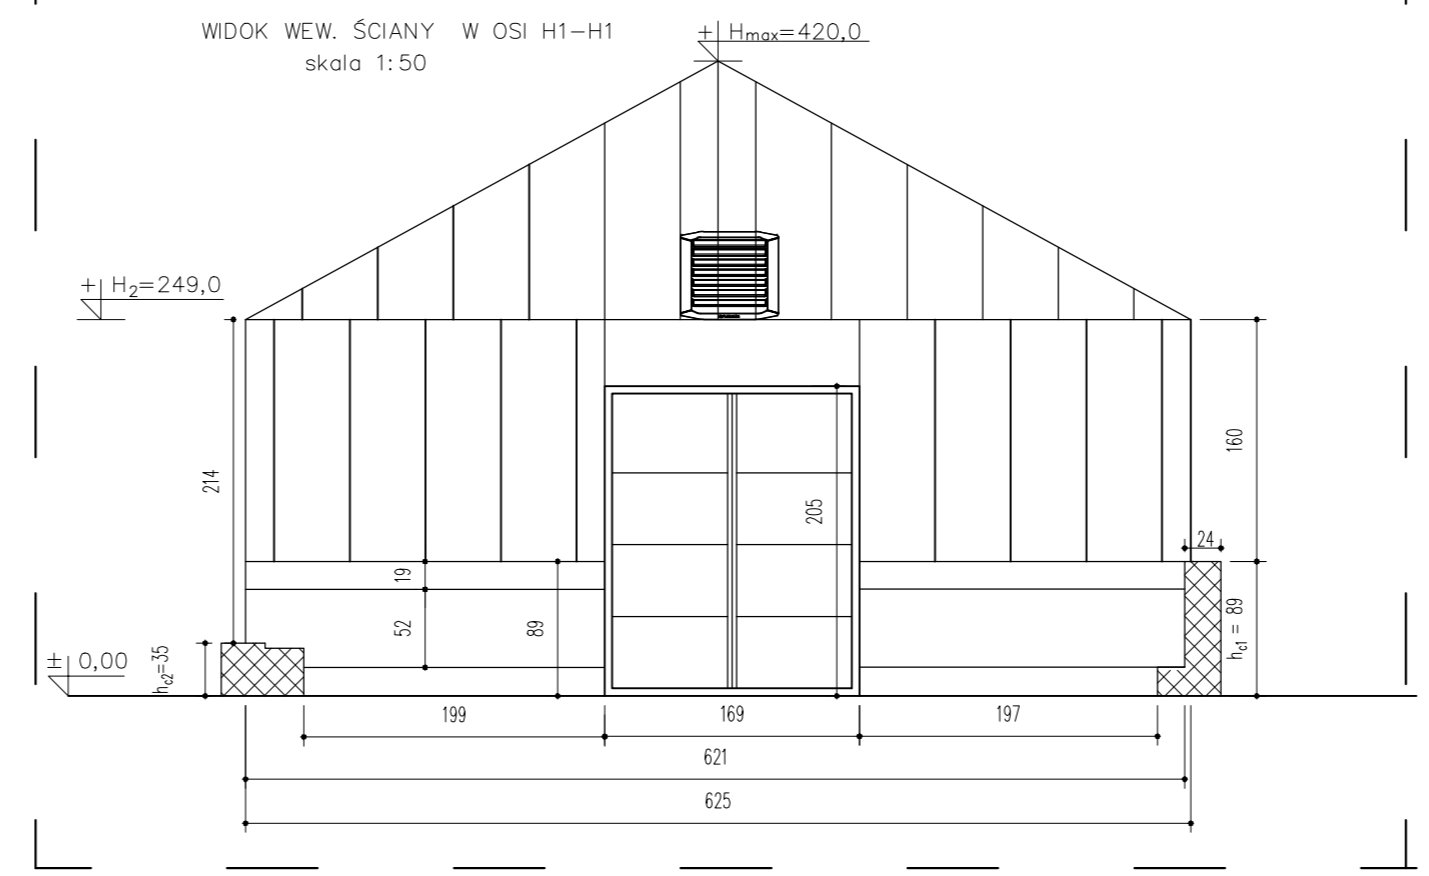 WIDOK WEW. ŚCIANY W OSI H1-H1
skala 1:50
+ Hmax=420,0
+ H2=249,0
214
160
205
24
19
52
89
hc1 = 89
hc2=35
± 0,00
199
169
197
621
625